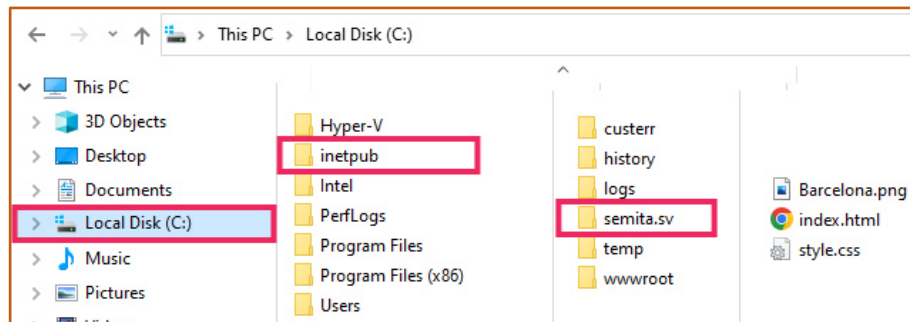 This PC > Local Disk (C:)
This PC
3D Objects
Desktop
Documents
Local Disk (C:)
Music
Pictures
Hyper-V
inetpub
Intel
PerfLogs
Program Files
Program Files (x86)
Users
custerr
history
logs
semita.sv
temp
wwwroot
Barcelona.png
index.html
style.css